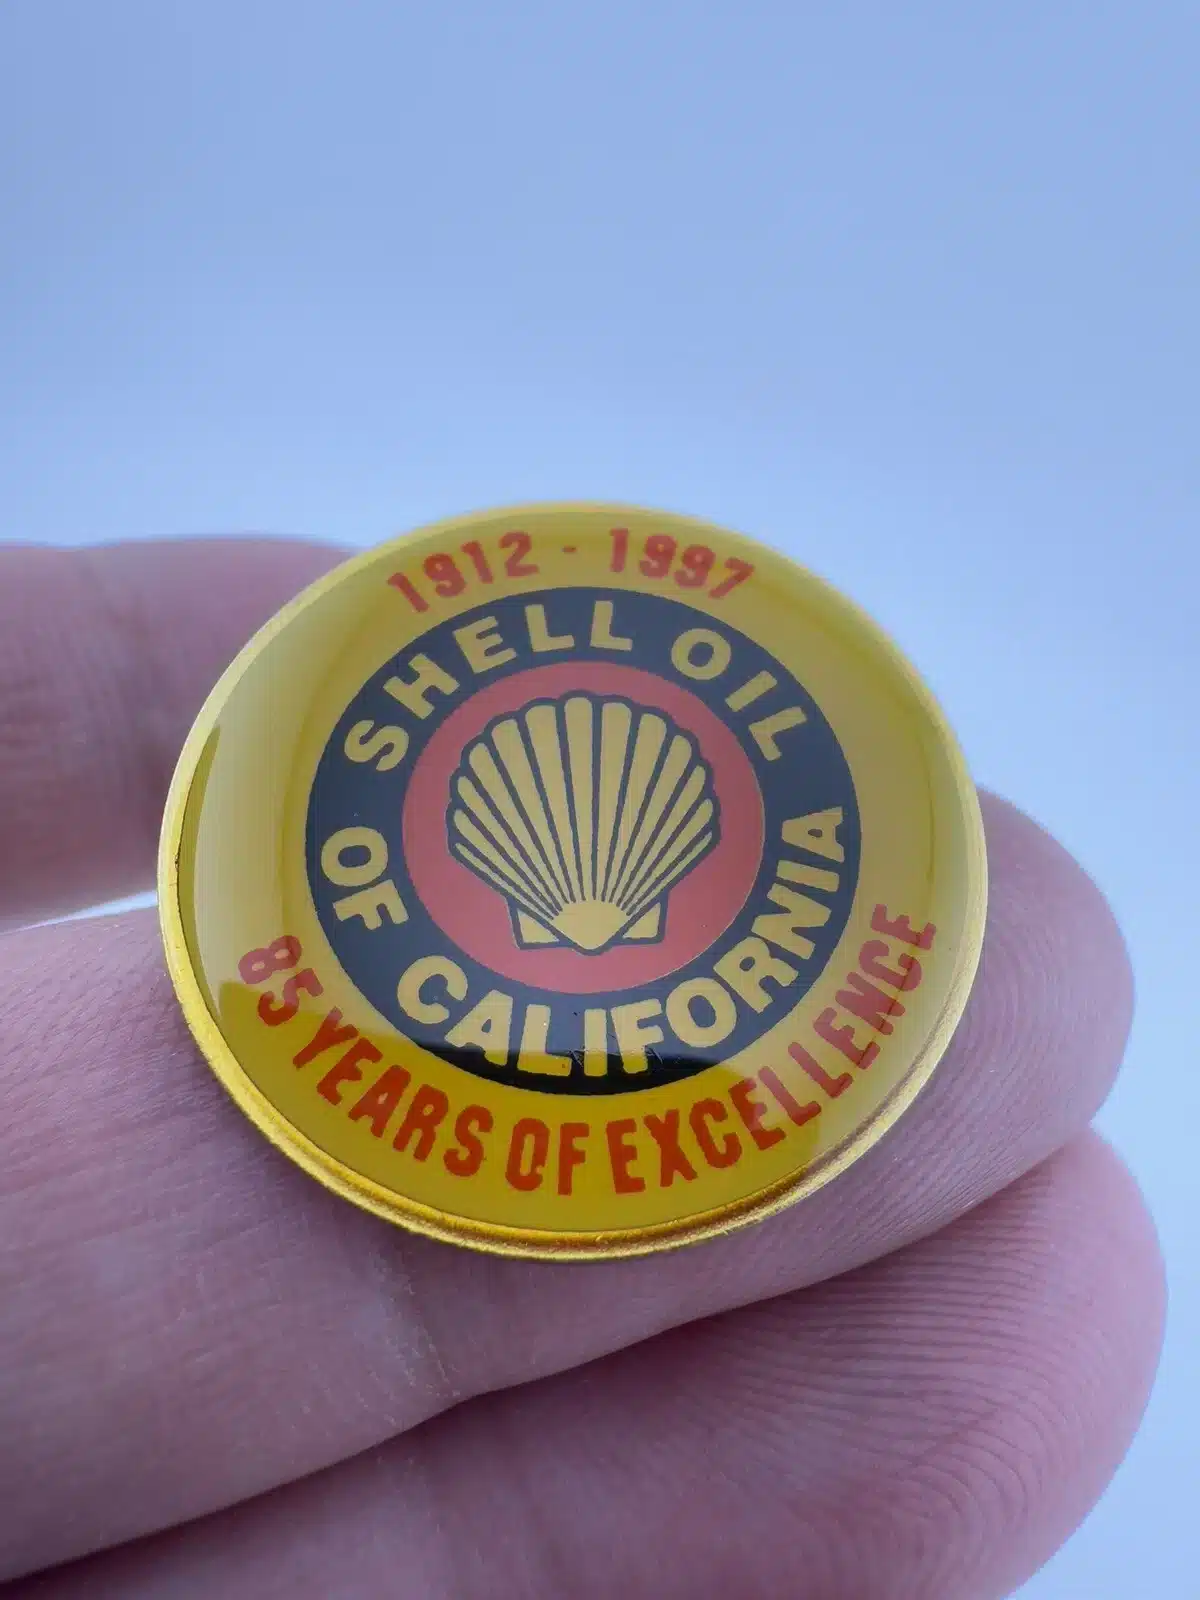 1912 - 1997
SHELL OIL
OF CALIFORNIA
85 YEARS OF EXCELLENCE